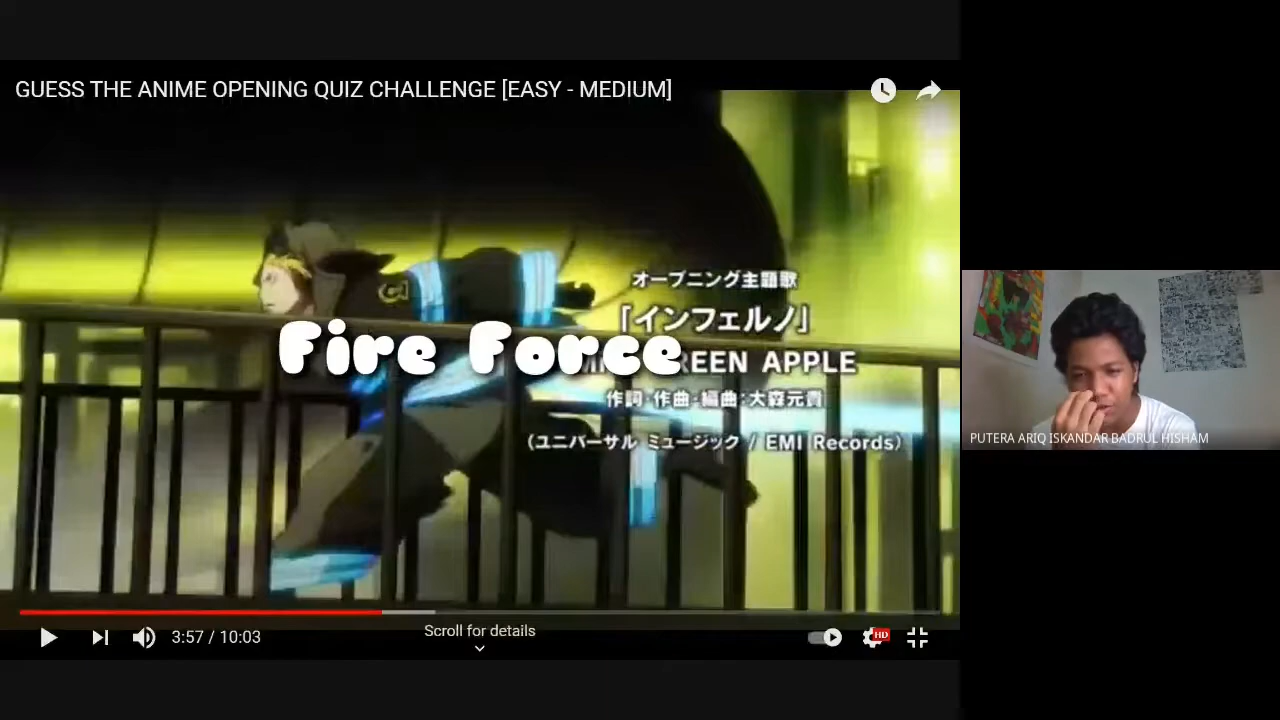 GUESS THE ANIME OPENING QUIZ CHALLENGE [EASY - MEDIUM]
オープニング主題歌
「インフェルノ」
Fire Force
REEN APPLE
作詞・作曲・編曲：大森元貴
（ユニバーサル ミュージック / EMI Records）
PUTERA ARIQ ISKANDAR BADRUL HISHAM
3:57 / 10:03
Scroll for details
HD